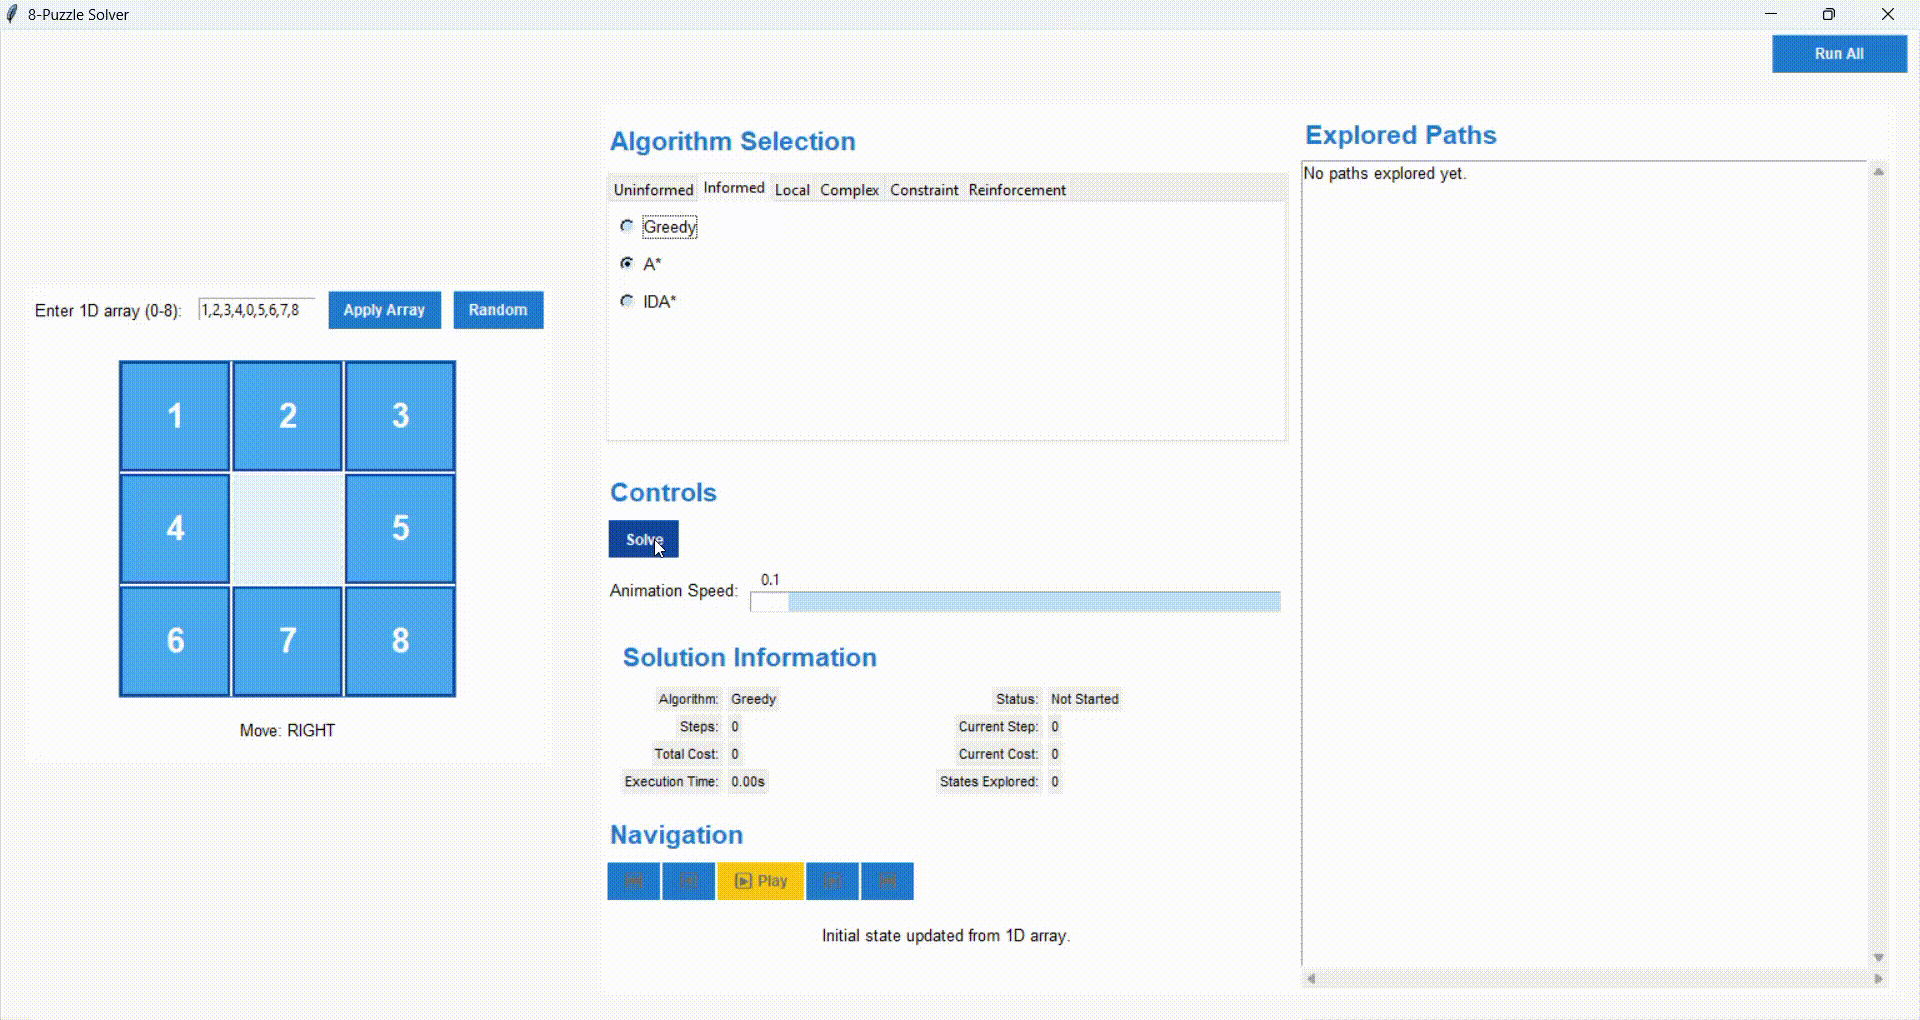 8-Puzzle Solver
Run All
Enter 1D array (0-8): 1,2,3,4,0,5,6,7,8 Apply Array Random
1 2 3
4 5
6 7 8
Move: RIGHT
Algorithm Selection
Uninformed Informed Local Complex Constraint Reinforcement
Greedy
A*
IDA*
Controls
Solve
0.1
Animation Speed:
Solution Information
Algorithm: Greedy Status: Not Started
Steps: 0 Current Step: 0
Total Cost: 0 Current Cost: 0
Execution Time: 0.00s States Explored: 0
Navigation
Play
Initial state updated from 1D array.
Explored Paths
No paths explored yet.